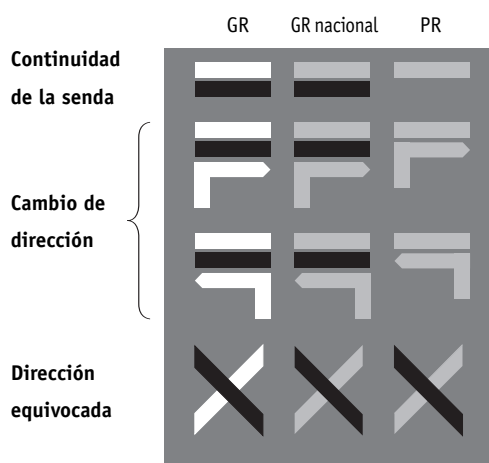 GR GR nacional PR
Continuidad
de la senda
Cambio de
dirección
Dirección
equivocada